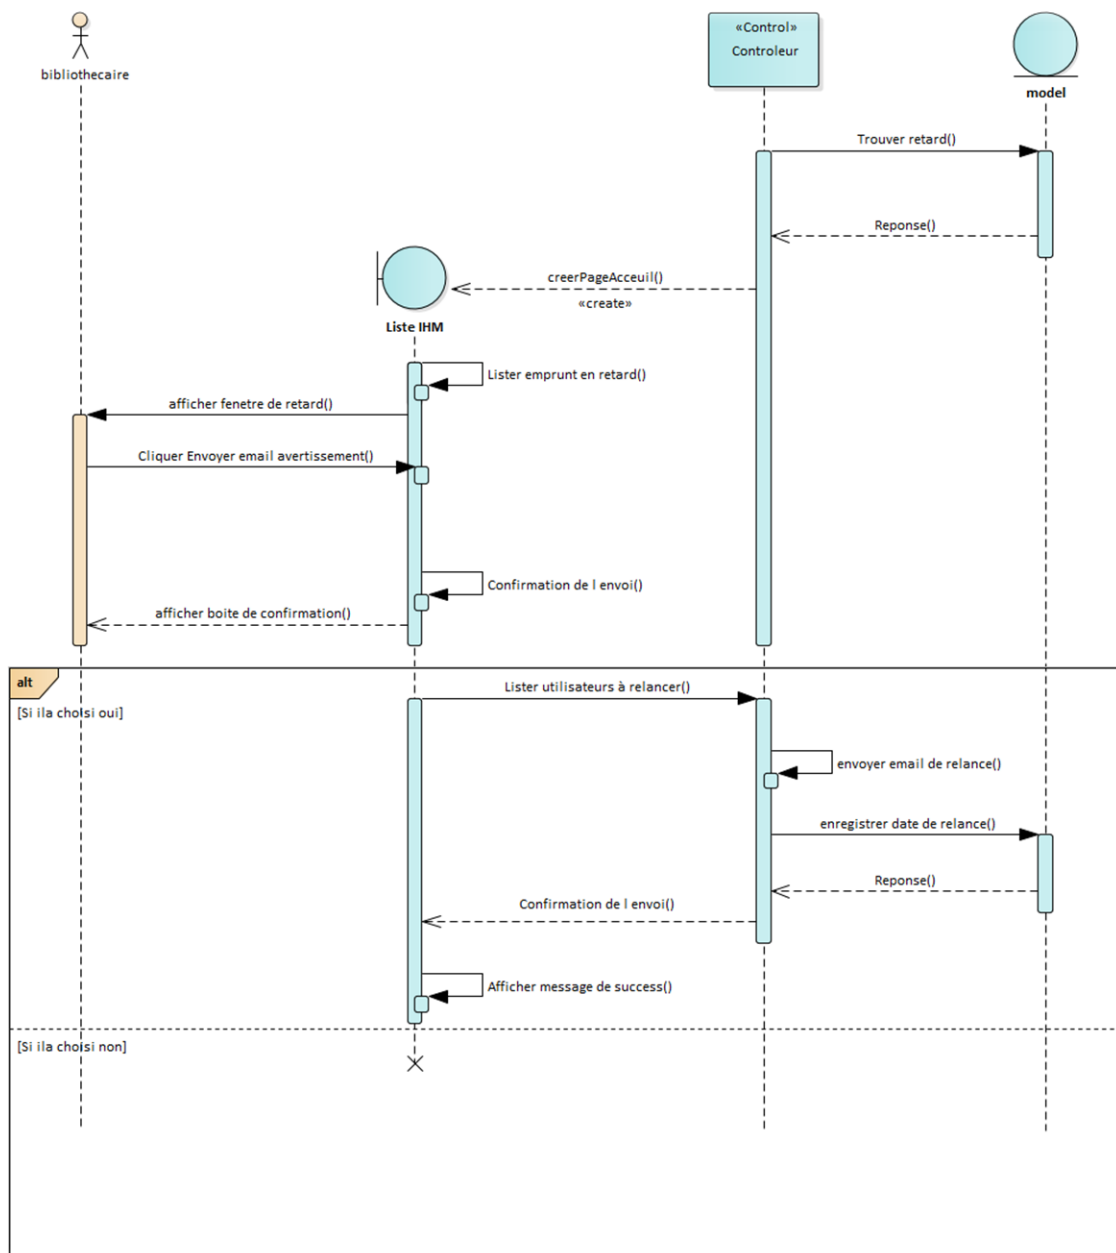 «Control»
Controleur
bibliothecaire
model
Trouver retard()
Reponse()
creerPageAcceuil()
«create»
Liste IHM
Lister emprunt en retard()
afficher fenetre de retard()
Cliquer Envoyer email avertissement()
Confirmation de l envoi()
afficher boite de confirmation()
alt
Lister utilisateurs à relancer()
[Si ila choisi oui]
envoyer email de relance()
enregistrer date de relance()
Reponse()
Confirmation de l envoi()
Afficher message de success()
[Si ila choisi non]